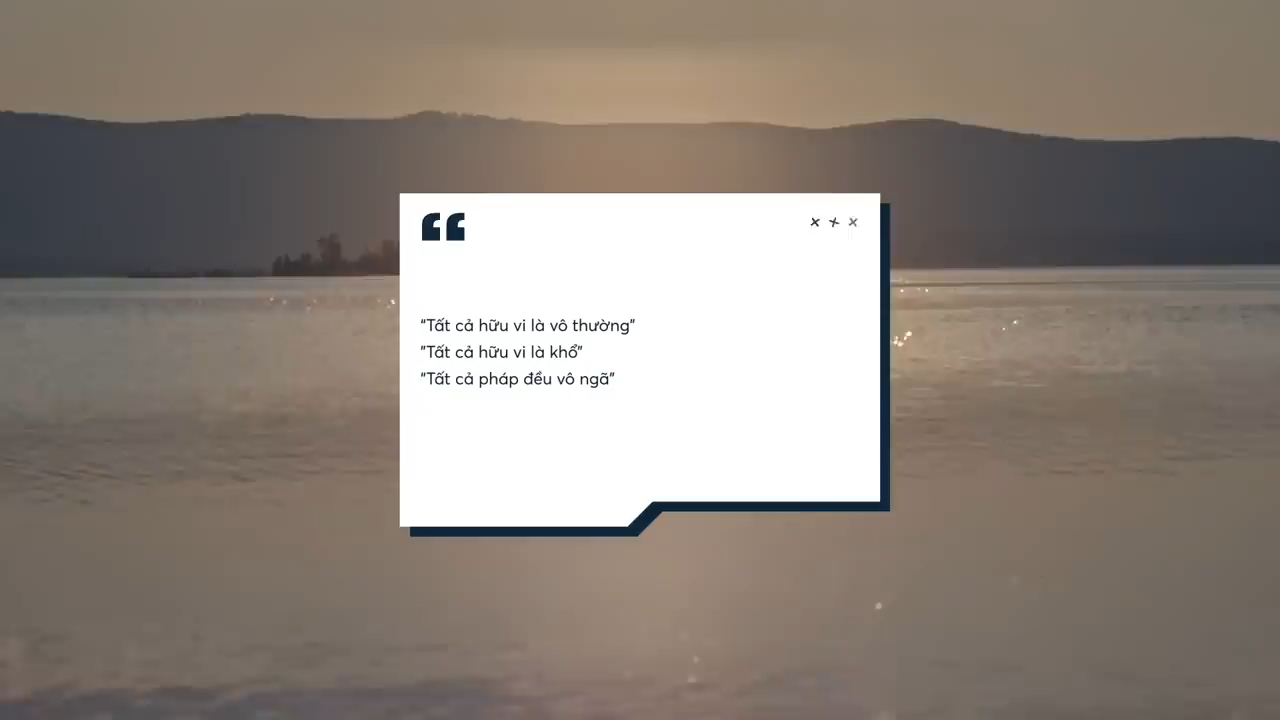 “Tất cả hữu vi là vô thường”
“Tất cả hữu vi là khổ”
“Tất cả pháp đều vô ngã”